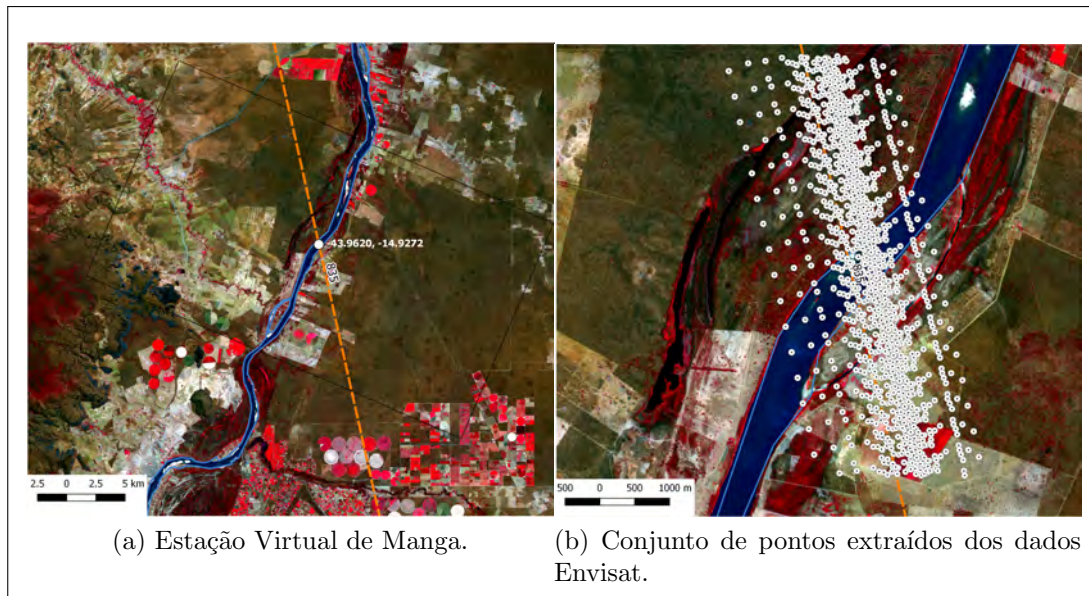 -43.9620, -14.9272
835
2.5 0 2.5 5 km
500 0 500 1000 m
(a) Estação Virtual de Manga.
(b) Conjunto de pontos extraídos dos dados
Envisat.